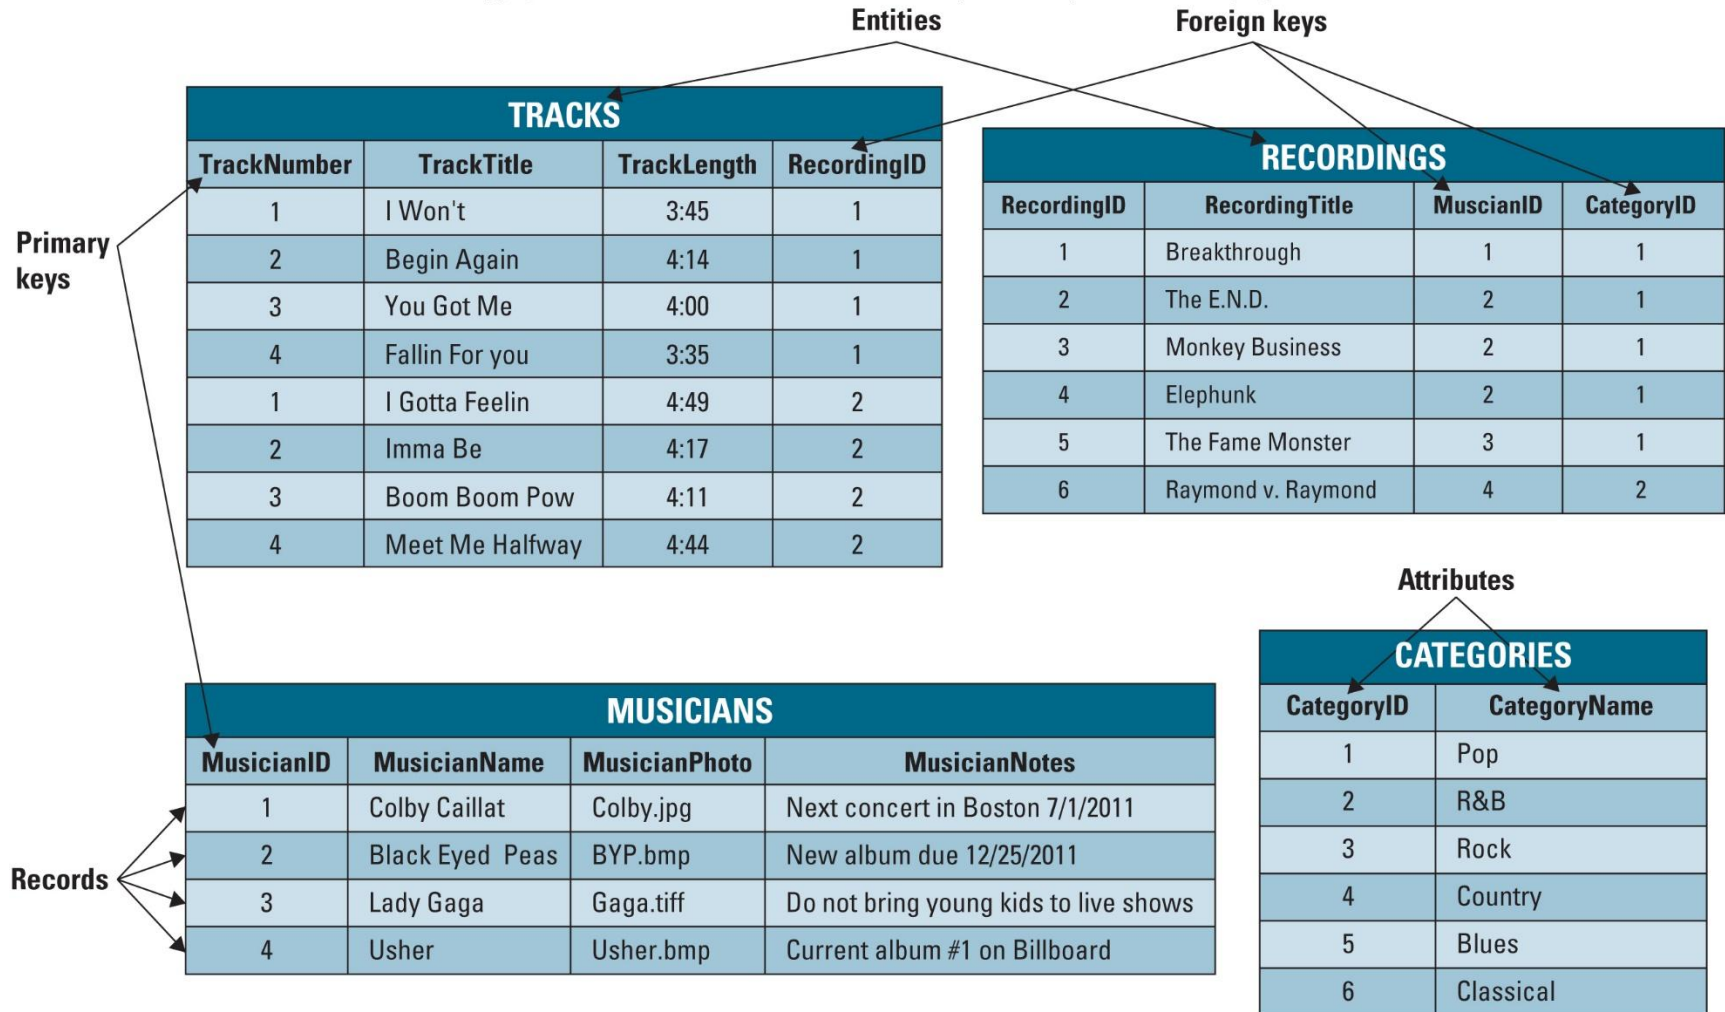 Entities
Foreign keys
TRACKS
TrackNumber TrackTitle TrackLength RecordingID
1 I Won't 3:45 1
2 Begin Again 4:14 1
3 You Got Me 4:00 1
4 Fallin For you 3:35 1
1 I Gotta Feelin 4:49 2
2 Imma Be 4:17 2
3 Boom Boom Pow 4:11 2
4 Meet Me Halfway 4:44 2
RECORDINGS
RecordingID RecordingTitle MuscianID CategoryID
1 Breakthrough 1 1
2 The E.N.D. 2 1
3 Monkey Business 2 1
4 Elephunk 2 1
5 The Fame Monster 3 1
6 Raymond v. Raymond 4 2
Primary
keys
Attributes
MUSICIANS
MusicianID MusicianName MusicianPhoto MusicianNotes
1 Colby Caillat Colby.jpg Next concert in Boston 7/1/2011
2 Black Eyed Peas BYP.bmp New album due 12/25/2011
3 Lady Gaga Gaga.tiff Do not bring young kids to live shows
4 Usher Usher.bmp Current album #1 on Billboard
Records
CATEGORIES
CategoryID CategoryName
1 Pop
2 R&B
3 Rock
4 Country
5 Blues
6 Classical